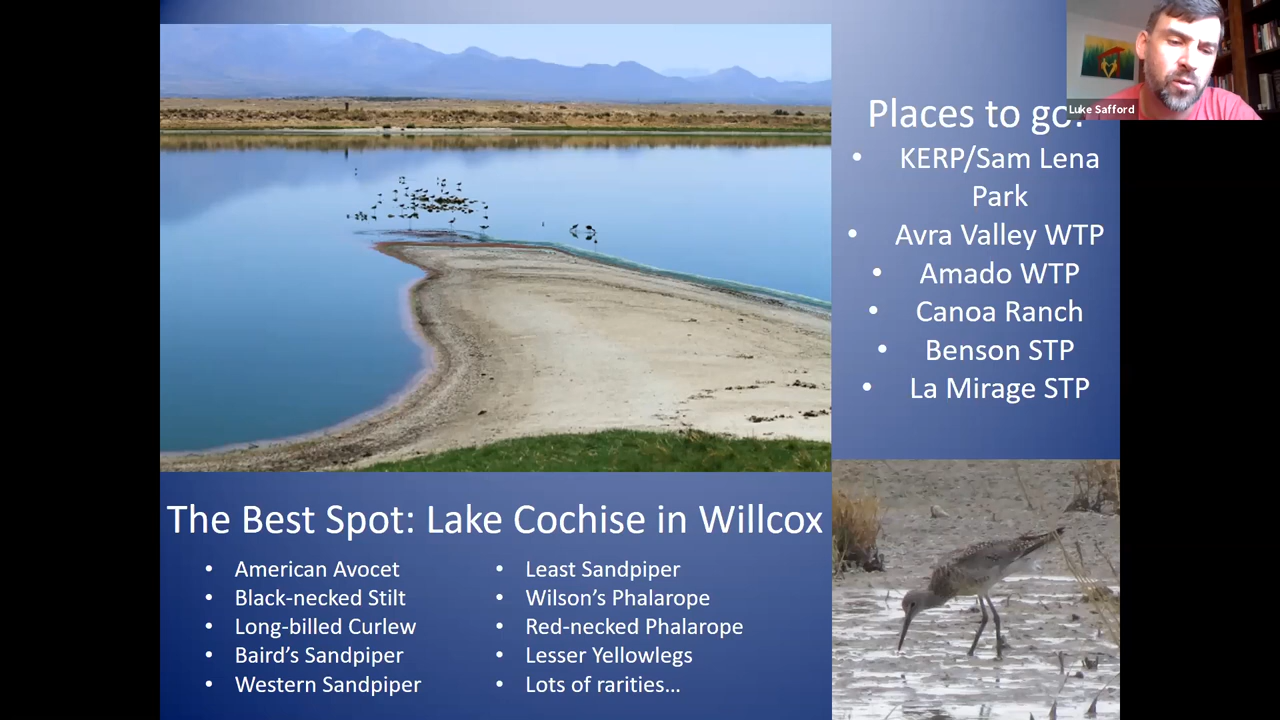 Luke Safford
Places to go:
• KERP/Sam Lena
Park
• Avra Valley WTP
• Amado WTP
• Canoa Ranch
• Benson STP
• La Mirage STP
The Best Spot: Lake Cochise in Willcox
• American Avocet
• Black-necked Stilt
• Long-billed Curlew
• Baird’s Sandpiper
• Western Sandpiper
• Least Sandpiper
• Wilson’s Phalarope
• Red-necked Phalarope
• Lesser Yellowlegs
• Lots of rarities…